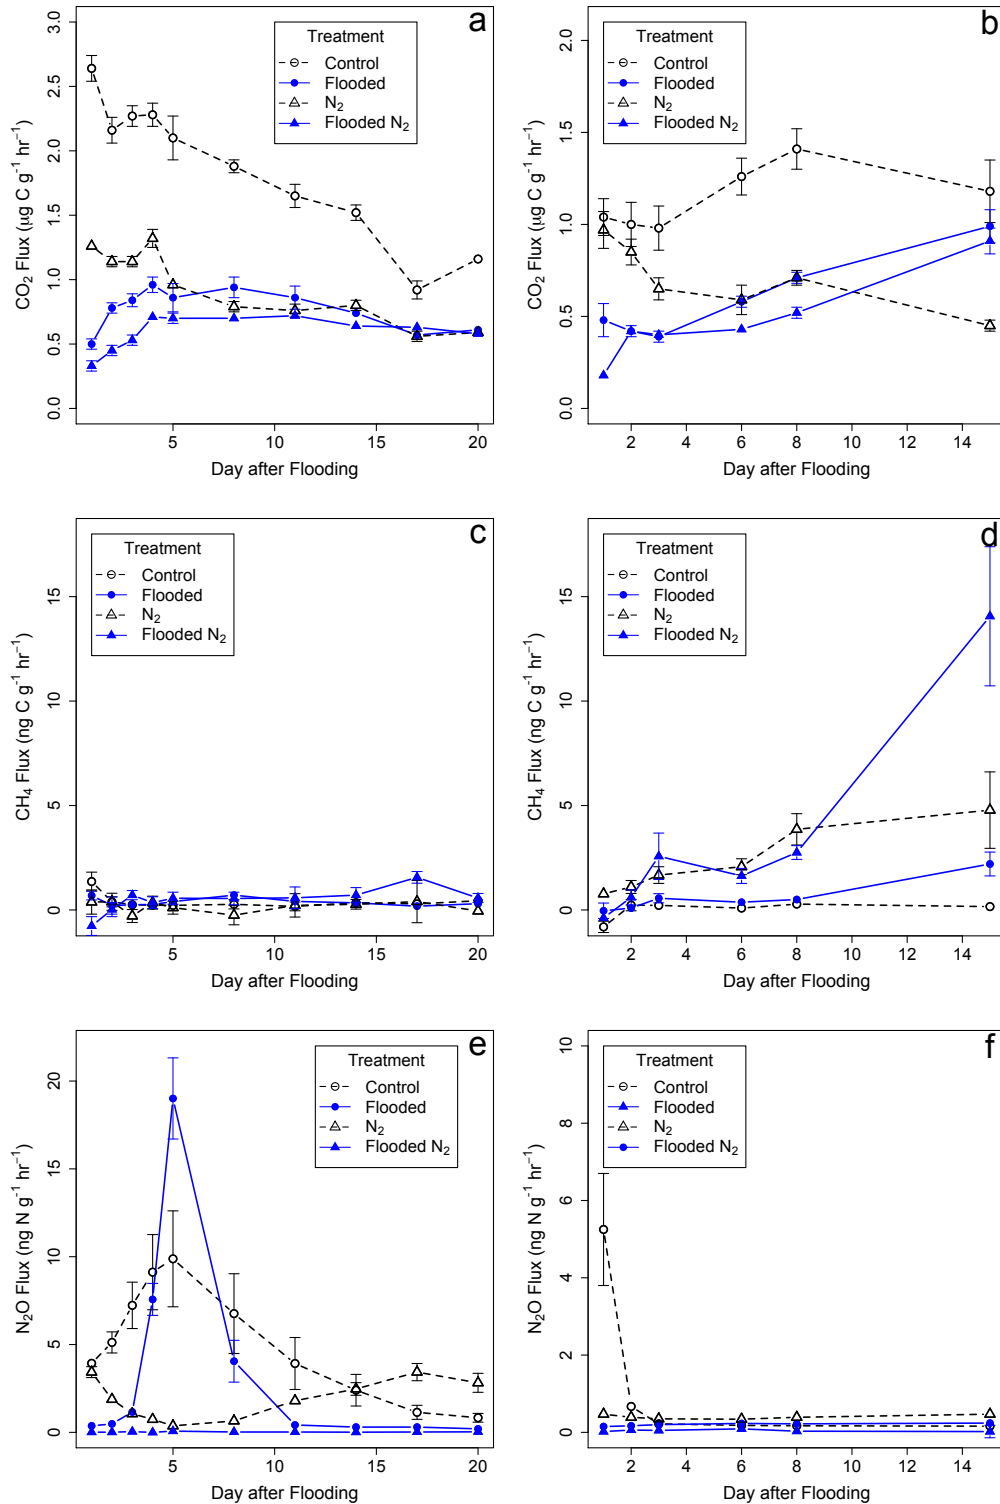 a
Treatment
Control
Flooded
N₂
Flooded N₂
0.0 0.5 1.0 1.5 2.0 2.5 3.0
CO₂ Flux (μg C g⁻¹ hr⁻¹)
5 10 15 20
Day after Flooding
b
Treatment
Control
Flooded
N₂
Flooded N₂
0.0 0.5 1.0 1.5 2.0
CO₂ Flux (μg C g⁻¹ hr⁻¹)
2 4 6 8 10 12 14
Day after Flooding
c
Treatment
Control
Flooded
N₂
Flooded N₂
0 5 10 15
CH₄ Flux (ng C g⁻¹ hr⁻¹)
5 10 15 20
Day after Flooding
d
Treatment
Control
Flooded
N₂
Flooded N₂
0 5 10 15
CH₄ Flux (ng C g⁻¹ hr⁻¹)
2 4 6 8 10 12 14
Day after Flooding
e
Treatment
Control
Flooded
N₂
Flooded N₂
0 5 10 15 20
N₂O Flux (ng N g⁻¹ hr⁻¹)
5 10 15 20
Day after Flooding
f
Treatment
Control
Flooded
N₂
Flooded N₂
0 2 4 6 8 10
N₂O Flux (ng N g⁻¹ hr⁻¹)
2 4 6 8 10 12 14
Day after Flooding